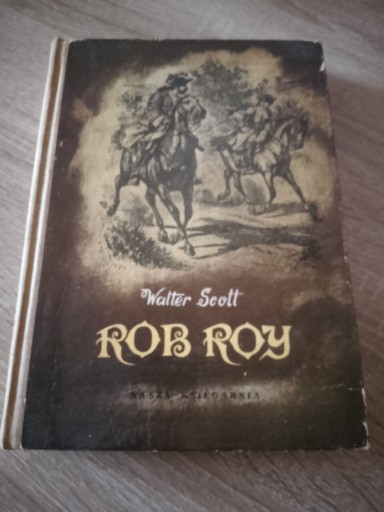 Walter Scott
ROB ROY
NASZA KSIĘGARNIA